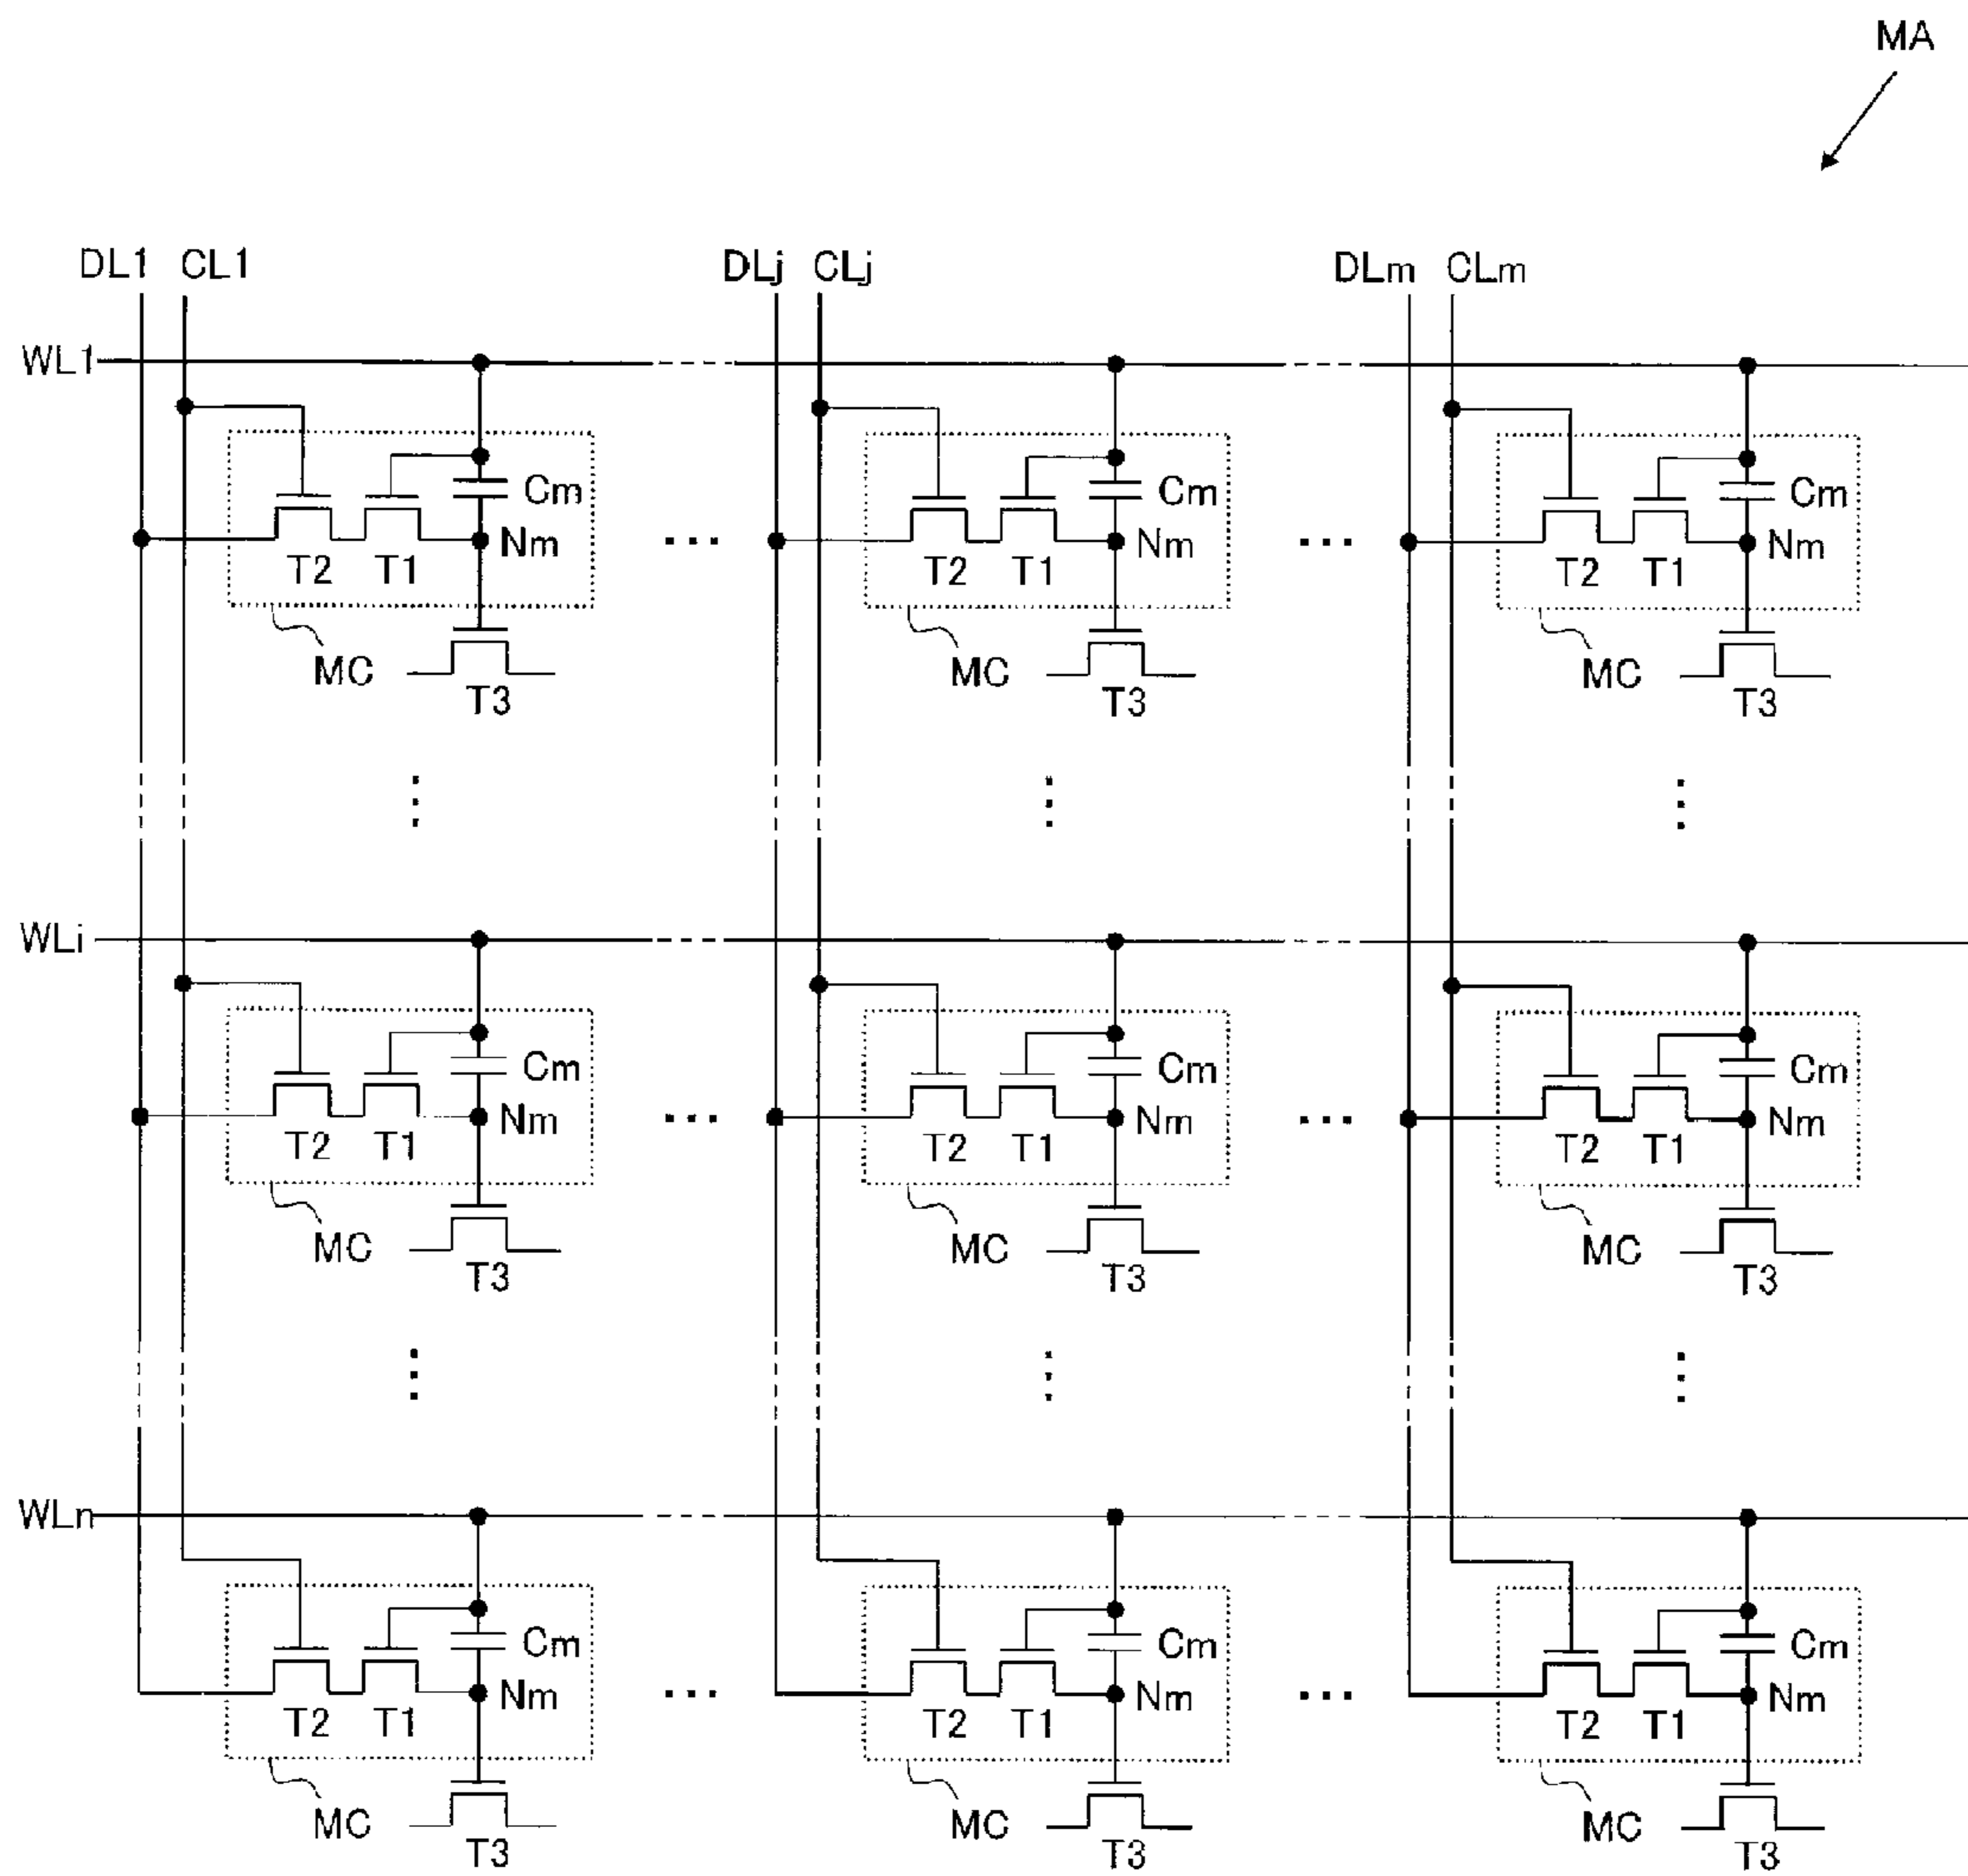 MA
DL1 CL1 DLj CLj DLm CLm
WL1
Cm Cm Cm
Nm ... Nm ... Nm
T2 T1 T2 T1 T2 T1
MC MC MC
T3 T3 T3
WLi
Cm Cm Cm
Nm ... Nm ... Nm
T2 T1 T2 T1 T2 T1
MC MC MC
T3 T3 T3
WLn
Cm Cm Cm
Nm ... Nm ... Nm
T2 T1 T2 T1 T2 T1
MC MC MC
T3 T3 T3